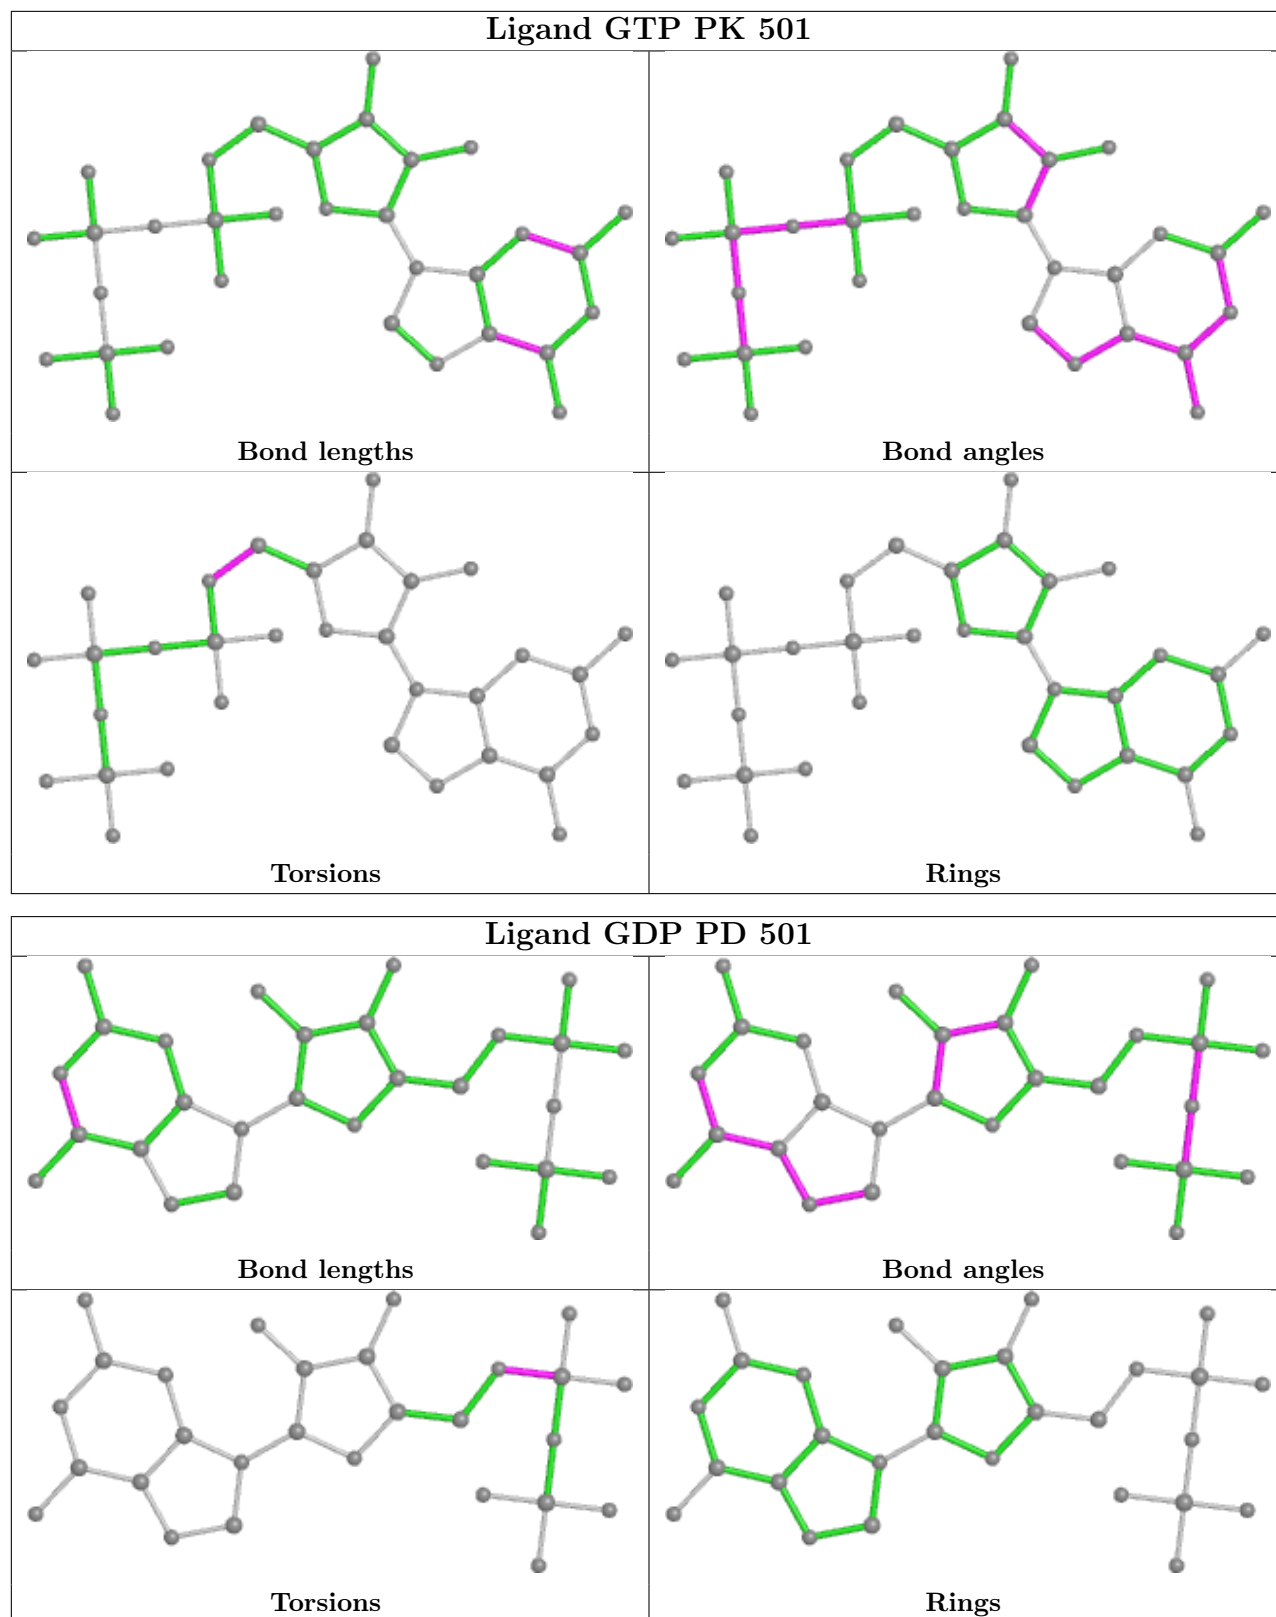 Ligand GTP PK 501
Bond lengths
Bond angles
Torsions
Rings
Ligand GDP PD 501
Bond lengths
Bond angles
Torsions
Rings